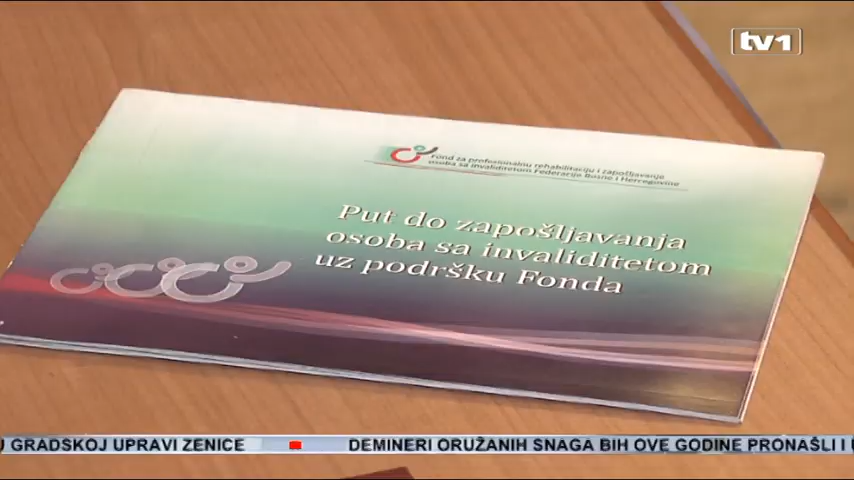 tv1
Fond za profesionalnu rehabilitaciju i zapošljavanje
osoba sa invaliditetom Federacije Bosne i Hercegovine
Put do zapošljavanja
osoba sa invaliditetom
uz podršku Fonda
U GRADSKOJ UPRAVI ZENICE DEMINERI ORUŽANIH SNAGA BIH OVE GODINE PRONAŠLI I